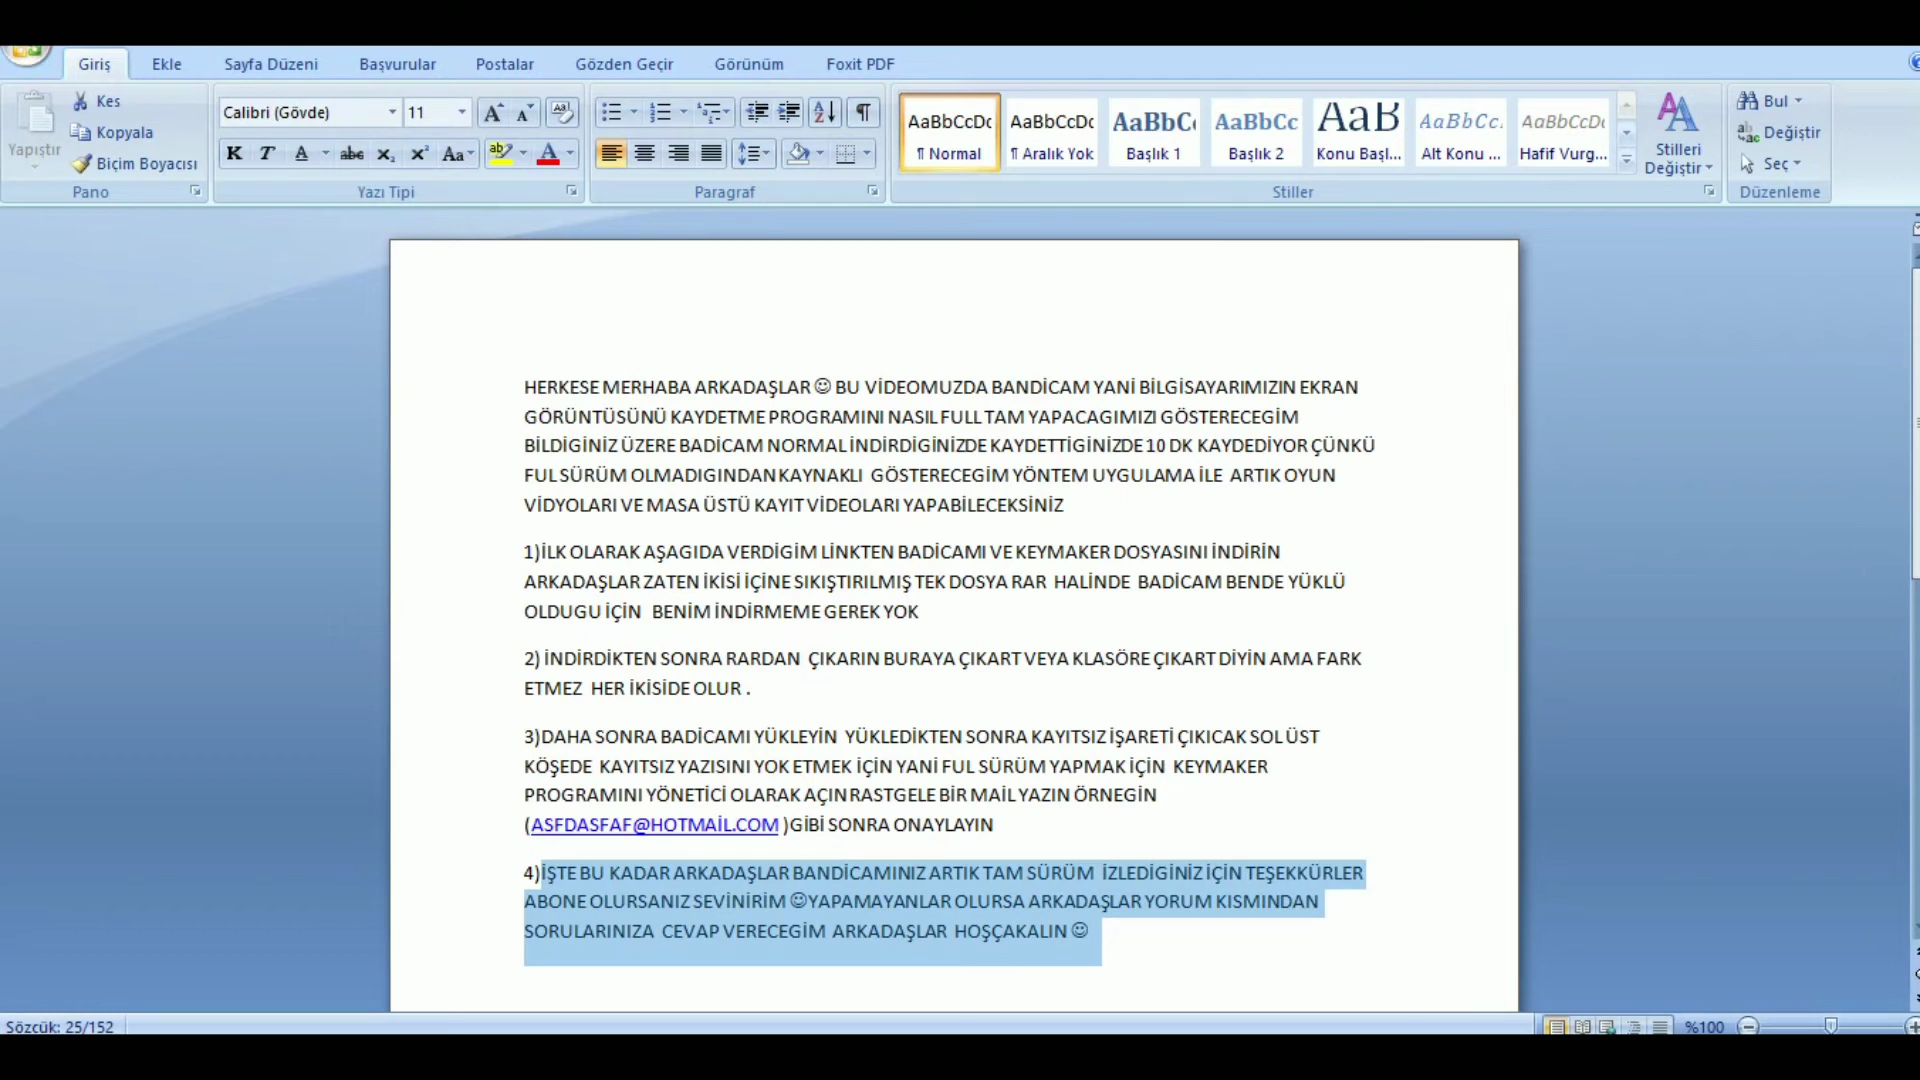 Giriş Ekle Sayfa Düzeni Başvurular Postalar Gözden Geçir Görünüm Foxit PDF
Yapıştır
Kes
Kopyala
Biçim Boyacısı
Pano
Calibri (Gövde) 11
Yazı Tipi
Paragraf
AaBbCcDc AaBbCcDc AaBbC AaBbCc AaB AaBbCc. AaBbCcDc
¶ Normal ¶ Aralık Yok Başlık 1 Başlık 2 Konu Başl... Alt Konu ... Hafif Vurg...
Stilleri
Değiştir
Stiller
Bul
Değiştir
Seç
Düzenleme
HERKESE MERHABA ARKADAŞLAR ☺ BU VİDEOMUZDA BANDİCAM YANİ BİLGİSAYARIMIZIN EKRAN
GÖRÜNTÜSÜNÜ KAYDETME PROGRAMINI NASIL FULL TAM YAPACAGIMIZI GÖSTERECEGİM
BİLDİGİNİZ ÜZERE BADİCAM NORMAL İNDİRDİGİNİZDE KAYDETTİGİNİZDE 10 DK KAYDEDİYOR ÇÜNKÜ
FUL SÜRÜM OLMADIGINDAN KAYNAKLI GÖSTERECEGİM YÖNTEM UYGULAMA İLE ARTIK OYUN
VİDYOLARI VE MASA ÜSTÜ KAYIT VİDEOLARI YAPABİLECEKSİNİZ
1)İLK OLARAK AŞAGIDA VERDİGİM LİNKTEN BADİCAMI VE KEYMAKER DOSYASINI İNDİRİN
ARKADAŞLAR ZATEN İKİSİ İÇİNE SIKIŞTIRILMIŞ TEK DOSYA RAR HALİNDE BADİCAM BENDE YÜKLÜ
OLDUGU İÇİN BENİM İNDİRMEME GEREK YOK
2) İNDİRDİKTEN SONRA RARDAN ÇIKARIN BURAYA ÇIKART VEYA KLASÖRE ÇIKART DİYİN AMA FARK
ETMEZ HER İKİSİDE OLUR .
3)DAHA SONRA BADİCAMI YÜKLEYİN YÜKLEDİKTEN SONRA KAYITSIZ İŞARETİ ÇIKICAK SOL ÜST
KÖŞEDE KAYITSIZ YAZISINI YOK ETMEK İÇİN YANİ FUL SÜRÜM YAPMAK İÇİN KEYMAKER
PROGRAMINI YÖNETİCİ OLARAK AÇIN RASTGELE BİR MAİL YAZIN ÖRNEGİN
(ASFDASFAF@HOTMAİL.COM )GİBİ SONRA ONAYLAYIN
4)İŞTE BU KADAR ARKADAŞLAR BANDİCAMINIZ ARTIK TAM SÜRÜM İZLEDİGİNİZ İÇİN TEŞEKKÜRLER
ABONE OLURSANIZ SEVİNİRİM ☺YAPAMAYANLAR OLURSA ARKADAŞLAR YORUM KISMINDAN
SORULARINIZA CEVAP VERECEGİM ARKADAŞLAR HOŞÇAKALIN ☺
Sözcük: 25/152 %100